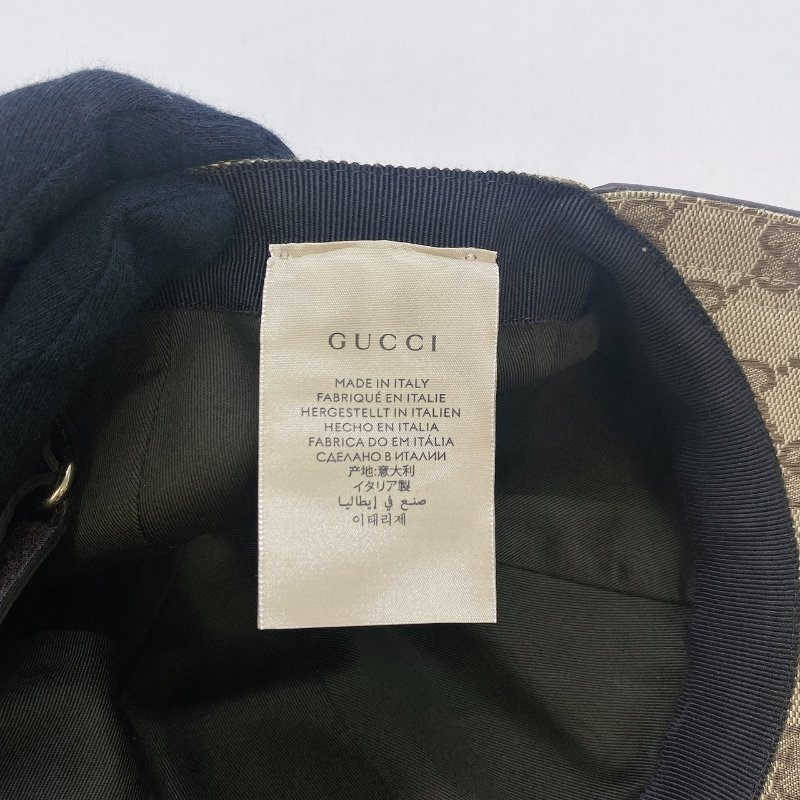 GUCCI
MADE IN ITALY
FABRIQUÉ EN ITALIE
HERGESTELLT IN ITALIEN
HECHO EN ITALIA
FABRICA DO EM ITÁLIA
СДЕЛАНО В ИТАЛИИ
产地:意大利
イタリア製
صنع في إيطاليا
이태리제